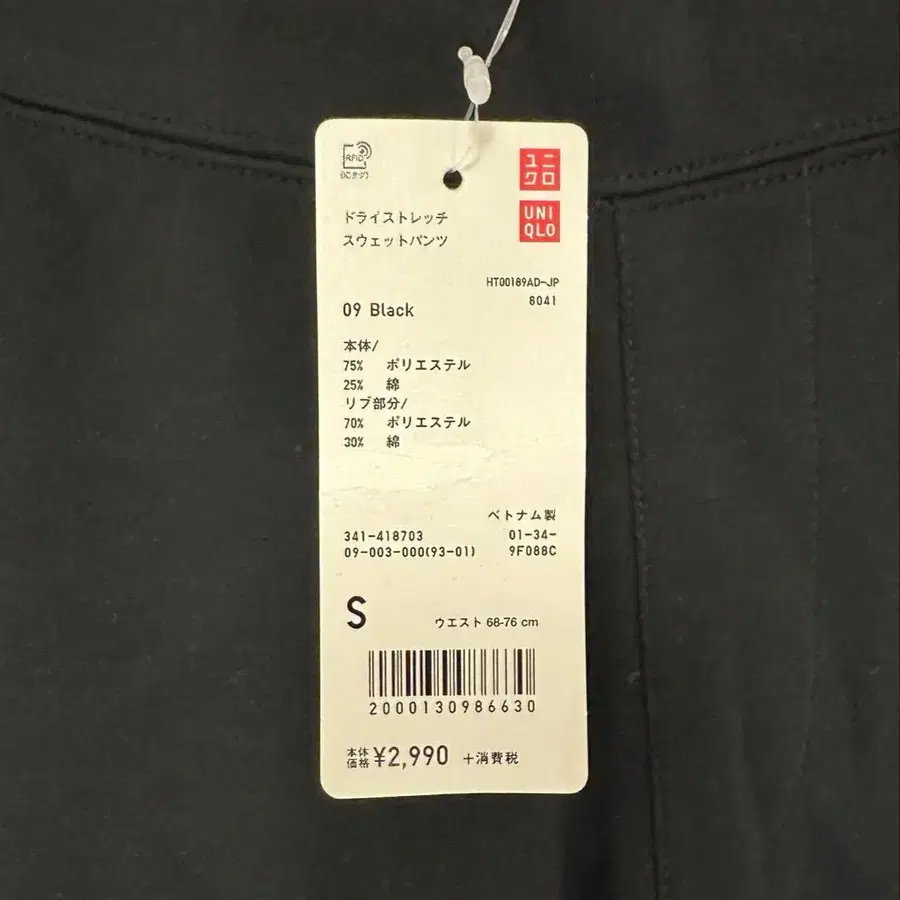 RFID
ユニ
クロ
UNI
QLO
ドライストレッチ
スウェットパンツ
HT00189AD-JP
8041
09 Black
本体/
75% ポリエステル
25% 綿
リブ部分/
70% ポリエステル
30% 綿
ベトナム製
341-418703 01-34-
09-003-000(93-01) 9F088C
S ウエスト 68-76 cm
2000130986630
本体価格 ¥2,990 +消費税